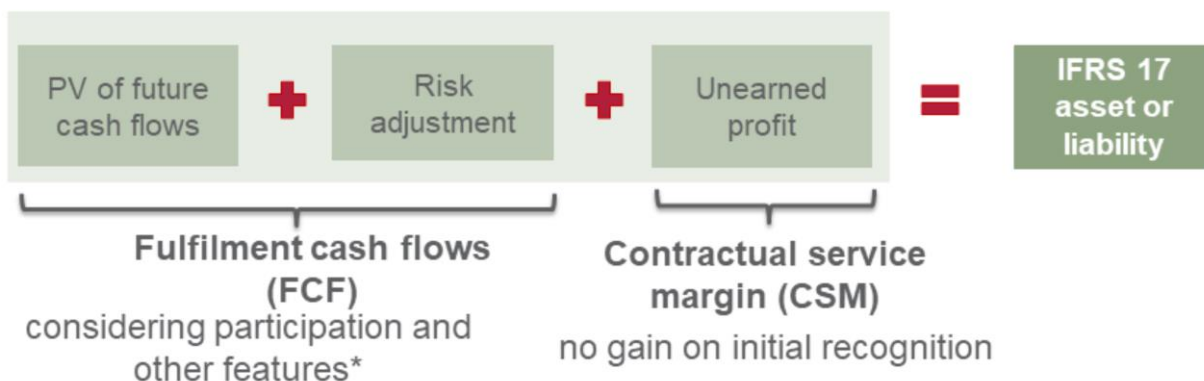 PV of future
cash flows
+
Risk
adjustment
+
Unearned
profit
=
IFRS 17
asset or
liability
Fulfilment cash flows
(FCF)
considering participation and
other features*
Contractual service
margin (CSM)
no gain on initial recognition